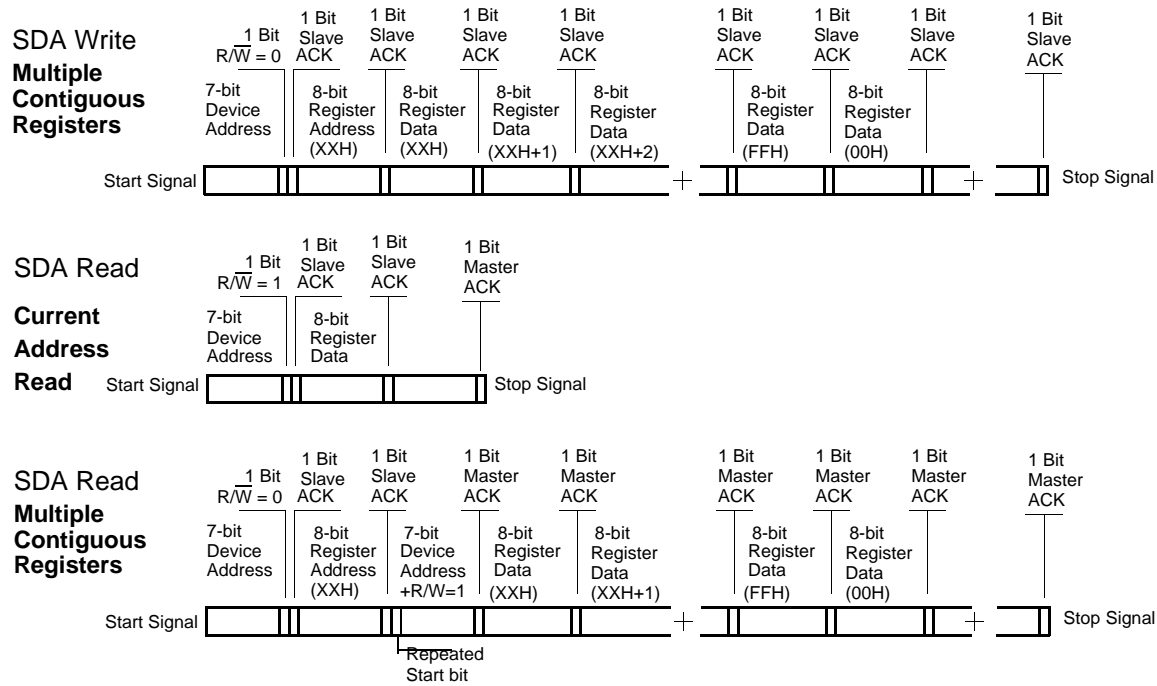 SDA Write
Multiple
Contiguous
Registers
1 Bit
R/W = 0
1 Bit
Slave
ACK
1 Bit
Slave
ACK
1 Bit
Slave
ACK
1 Bit
Slave
ACK
1 Bit
Slave
ACK
1 Bit
Slave
ACK
1 Bit
Slave
ACK
1 Bit
Slave
ACK
7-bit
Device
Address
8-bit
Register
Address
(XXH)
8-bit
Register
Data
(XXH)
8-bit
Register
Data
(XXH+1)
8-bit
Register
Data
(XXH+2)
8-bit
Register
Data
(FFH)
8-bit
Register
Data
(00H)
Start Signal
Stop Signal
SDA Read
Current
Address
Read
1 Bit
R/W = 1
1 Bit
Slave
ACK
1 Bit
Slave
ACK
1 Bit
Master
ACK
7-bit
Device
Address
8-bit
Register
Data
Start Signal
Stop Signal
SDA Read
Multiple
Contiguous
Registers
1 Bit
R/W = 0
1 Bit
Slave
ACK
1 Bit
Slave
ACK
1 Bit
Master
ACK
1 Bit
Master
ACK
1 Bit
Master
ACK
1 Bit
Master
ACK
1 Bit
Master
ACK
1 Bit
Master
ACK
7-bit
Device
Address
8-bit
Register
Address
(XXH)
7-bit
Device
Address
+R/W=1
8-bit
Register
Data
(XXH)
8-bit
Register
Data
(XXH+1)
8-bit
Register
Data
(FFH)
8-bit
Register
Data
(00H)
Start Signal
Stop Signal
Repeated
Start bit